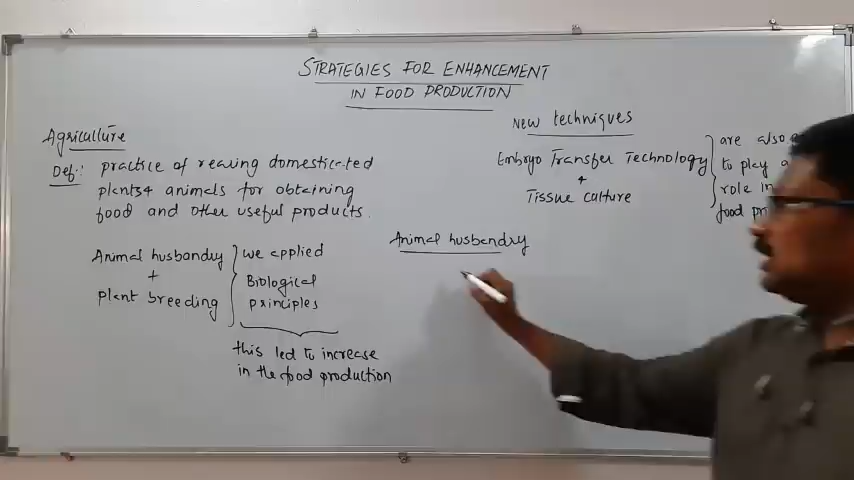 STRATEGIES FOR ENHANCEMENT
IN FOOD PRODUCTION
Agriculture
Def:- practice of rearing domesticated
plants & animals for obtaining
food and other useful products.
Animal husbandry
+
plant breeding
we applied
Biological
principles
this led to increase
in the food production
New techniques
Embryo Transfer Technology
+
Tissue culture
are also
to play
role in
food
Animal husbandry